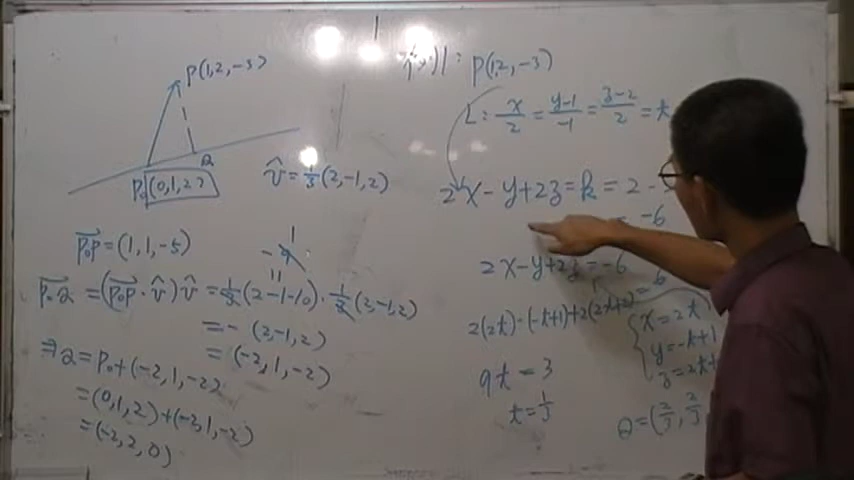 P(1,2,-3)
Q
P₀(0,1,2)
v̂ = 1/3 (2,-1,2)
P₀P = (1,1,-5)
P₀Q = (P₀P · v̂) v̂ = 1/3 (2-1-10) · 1/3 (2,-1,2)
= - (2,-1,2)
= (-2,1,-2)
⇒ Q = P₀ + (-2,1,-2)
= (0,1,2) + (-2,1,-2)
= (-2,2,0)
P(1,2,-3)
L: x/2 = y-1/-1 = z-2/2 = t
2x - y + 2z = k = 2 -
= -6
2x - y + 2z = -6
2(2t) - (-t+1) + 2(2t+2) =
x = 2t
y = -t+1
z = 2t+
9t = 3
t = 1/3
Q = (2/3, 2/3,